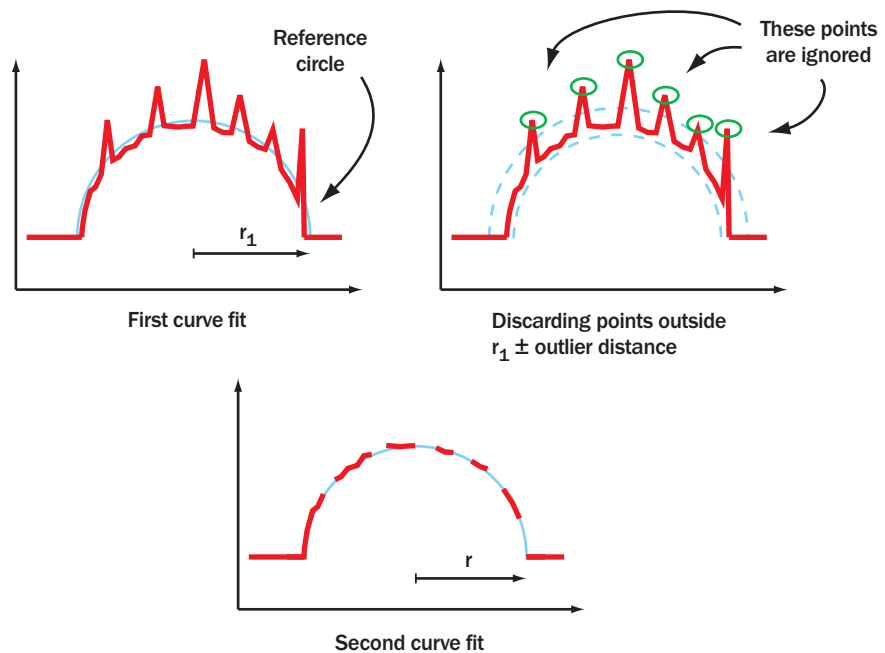 Reference
circle
r1
First curve fit
These points
are ignored
Discarding points outside
r1 ± outlier distance
r
Second curve fit